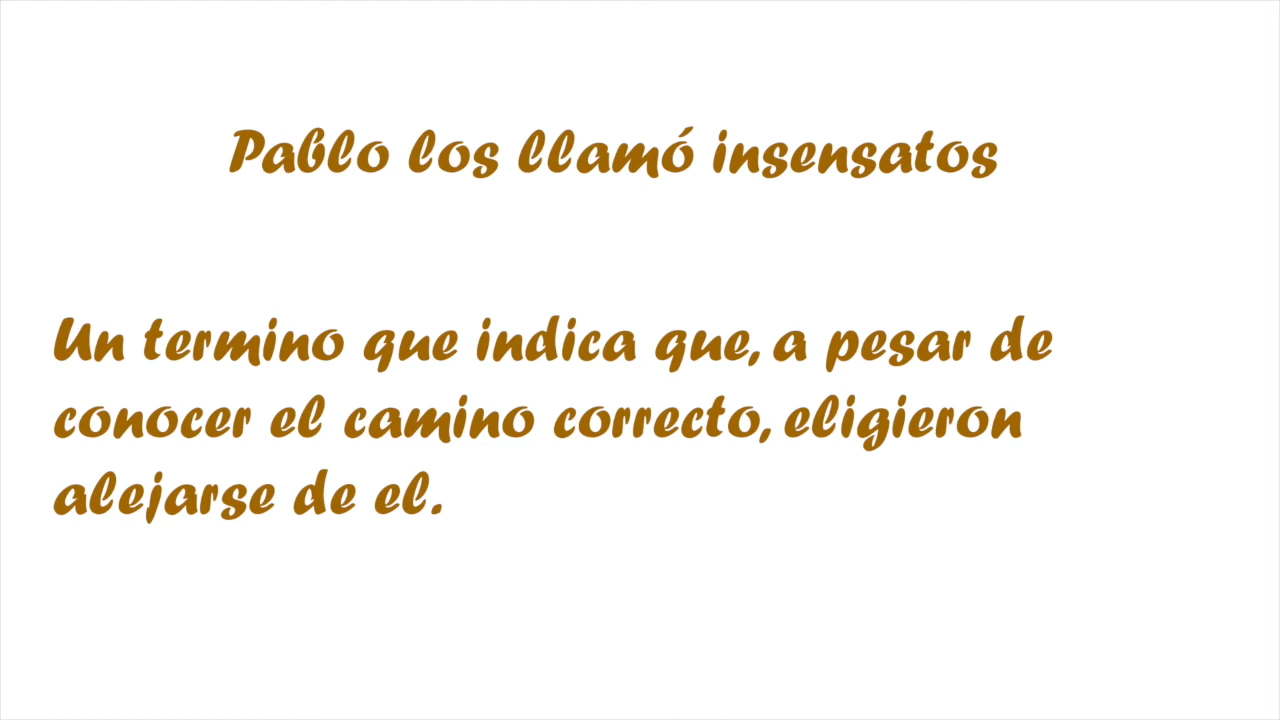 Pablo los llamó insensatos
Un termino que indica que, a pesar de
conocer el camino correcto, eligieron
alejarse de el.